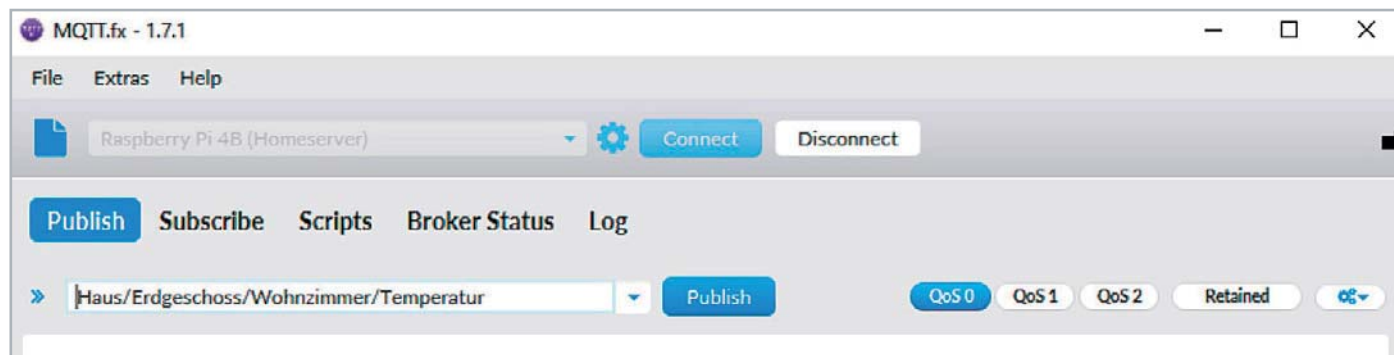 MQTT.fx - 1.7.1
File Extras Help
Raspberry Pi 4B (Homeserver) Connect Disconnect
Publish Subscribe Scripts Broker Status Log
Haus/Erdgeschoss/Wohnzimmer/Temperatur Publish QoS 0 QoS 1 QoS 2 Retained